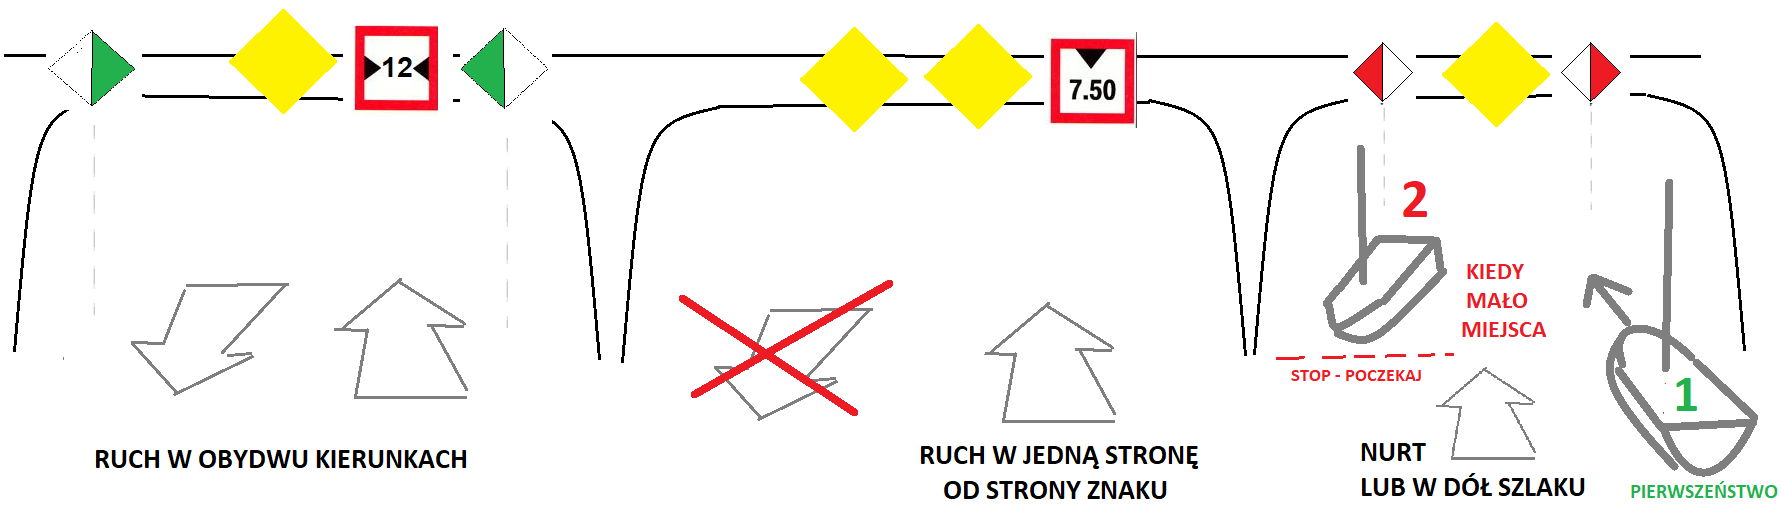 12
7.50
2
KIEDY
MAŁO
MIEJSCA
STOP - POCZEKAJ
1
RUCH W OBYDWU KIERUNKACH
RUCH W JEDNĄ STRONĘ
OD STRONY ZNAKU
NURT
LUB W DÓŁ SZLAKU
PIERWSZEŃSTWO